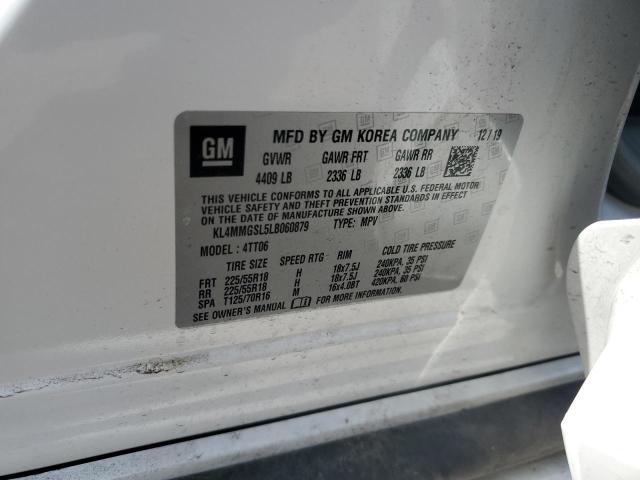 GM MFD BY GM KOREA COMPANY 12/19
GVWR GAWR FRT GAWR RR
4409 LB 2336 LB 2336 LB
THIS VEHICLE CONFORMS TO ALL APPLICABLE U.S. FEDERAL MOTOR
VEHICLE SAFETY, BUMPER, AND THEFT PREVENTION STANDARDS IN EFFECT
ON THE DATE OF MANUFACTURE SHOWN ABOVE.
KL4MMGSL5LB060879 TYPE: MPV
MODEL: 4TT06
TIRE SIZE SPEED RTG RIM COLD TIRE PRESSURE
FRT 225/55R18 H 18x7.5J 240KPA, 35 PSI
RR 225/55R18 H 18x7.5J 240KPA, 35 PSI
SPA T125/70R16 M 16x4.0BT 420KPA, 60 PSI
SEE OWNER'S MANUAL FOR MORE INFORMATION.